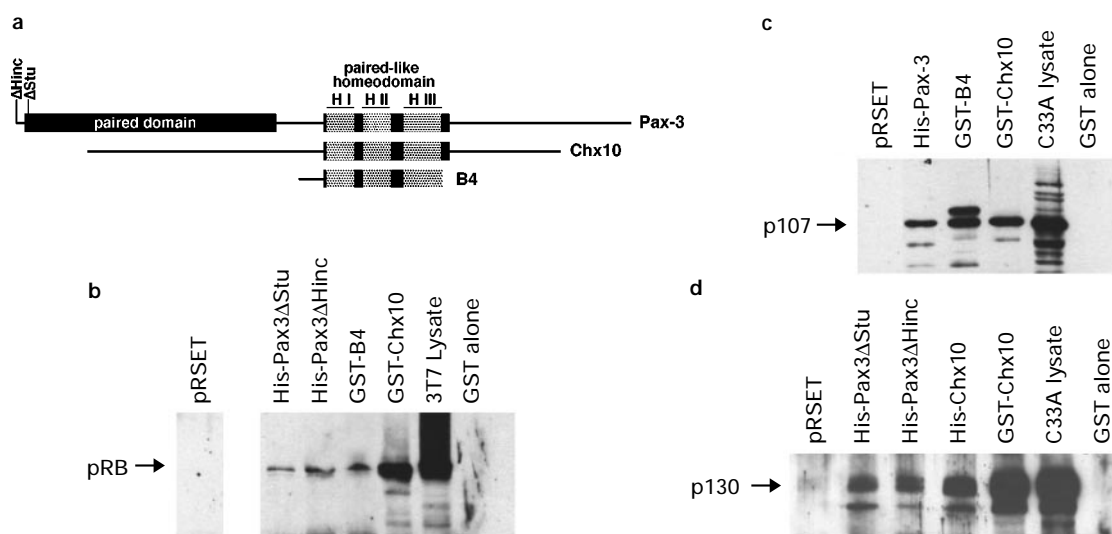 a
ΔHinc
ΔStu
paired-like
homeodomain
H I H II H III
paired domain
Pax-3
Chx10
B4
b
pRSET
His-Pax3ΔStu
His-Pax3ΔHinc
GST-B4
GST-Chx10
3T7 Lysate
GST alone
pRB
c
pRSET
His-Pax-3
GST-B4
GST-Chx10
C33A lysate
GST alone
p107
d
pRSET
His-Pax3ΔStu
His-Pax3ΔHinc
His-Chx10
GST-Chx10
C33A lysate
GST alone
p130